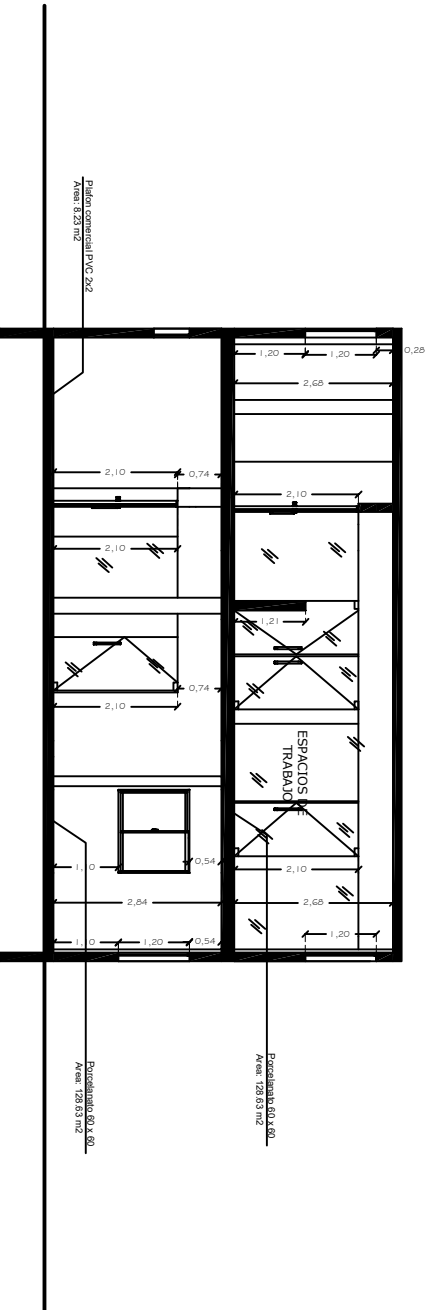 Plafon comercial PVC 2x2
Area: 8.23 m2
1,20
1,20
0,28
2,68
2,10
0,74
2,10
2,10
1,21
0,74
2,10
ESPACIOS DE
TRABAJO
1,10
0,54
2,10
2,84
2,68
1,10
1,20
0,54
1,20
Porcelanato 60 x 60
Area: 128.63 m2
Porcelanato 60 x 60
Area: 128.63 m2